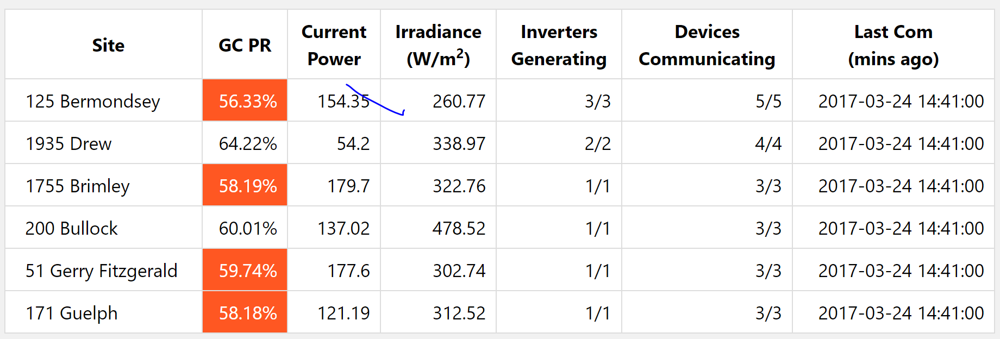 Site GC PR Current Power Irradiance (W/m²) Inverters Generating Devices Communicating Last Com (mins ago)
125 Bermondsey 56.33% 154.35 260.77 3/3 5/5 2017-03-24 14:41:00
1935 Drew 64.22% 54.2 338.97 2/2 4/4 2017-03-24 14:41:00
1755 Brimley 58.19% 179.7 322.76 1/1 3/3 2017-03-24 14:41:00
200 Bullock 60.01% 137.02 478.52 1/1 3/3 2017-03-24 14:41:00
51 Gerry Fitzgerald 59.74% 177.6 302.74 1/1 3/3 2017-03-24 14:41:00
171 Guelph 58.18% 121.19 312.52 1/1 3/3 2017-03-24 14:41:00